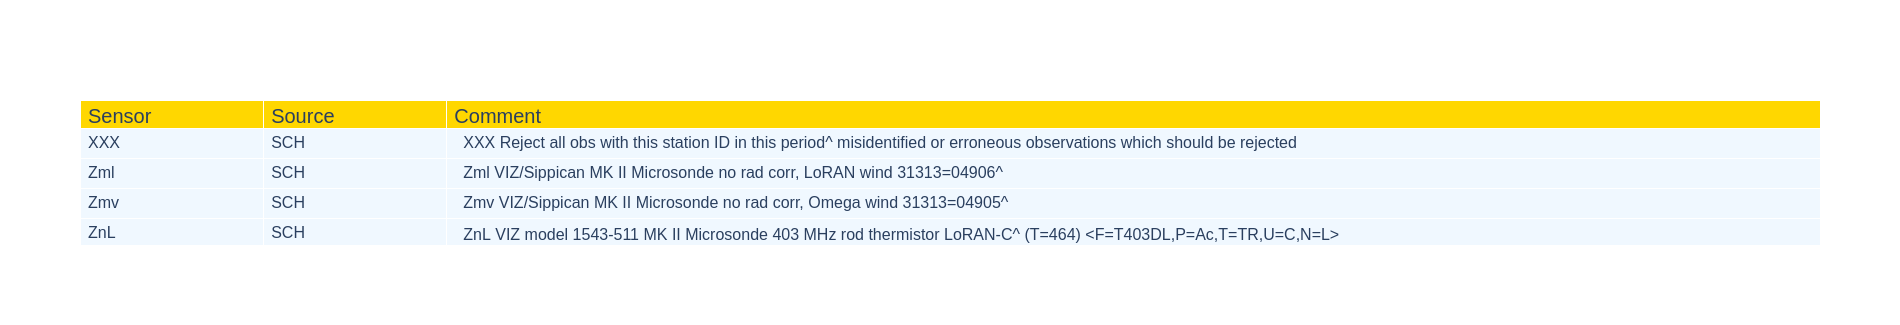 Sensor Source Comment
XXX SCH XXX Reject all obs with this station ID in this period^ misidentified or erroneous observations which should be rejected
Zml SCH Zml VIZ/Sippican MK II Microsonde no rad corr, LoRAN wind 31313=04906^
Zmv SCH Zmv VIZ/Sippican MK II Microsonde no rad corr, Omega wind 31313=04905^
ZnL SCH ZnL VIZ model 1543-511 MK II Microsonde 403 MHz rod thermistor LoRAN-C^ (T=464) <F=T403DL,P=Ac,T=TR,U=C,N=L>